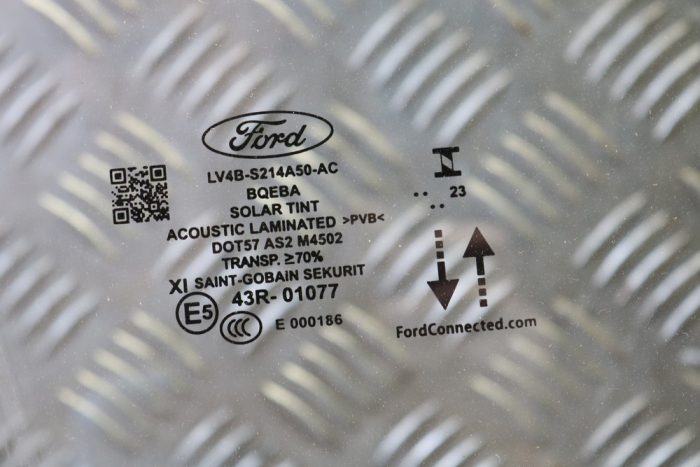 Ford
LV4B-S214A50-AC
BQEBA
SOLAR TINT
ACOUSTIC LAMINATED >PVB<
DOT57 AS2 M4502
TRANSP. ≥70%
XI SAINT-GOBAIN SEKURIT
E5 43R-01077
CCC E 000186
I
.. 23
..
FordConnected.com